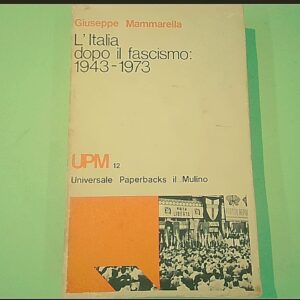 Giuseppe Mammarella
L'Italia
dopo il fascismo:
1943-1973
UPM 12
Universale Paperbacks il Mulino